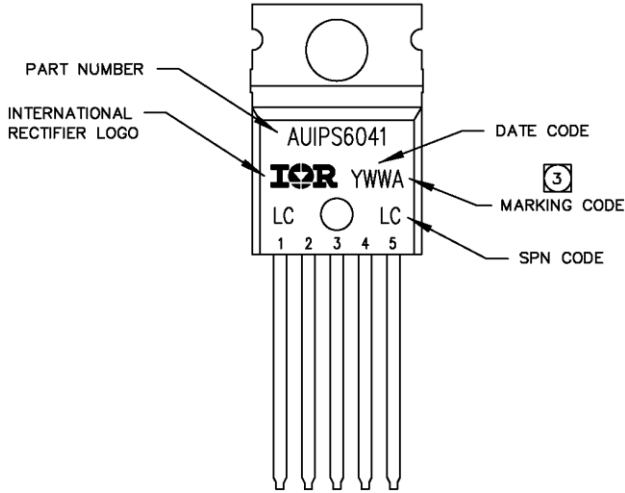 PART NUMBER
INTERNATIONAL
RECTIFIER LOGO
AUIPS6041
DATE CODE
IOR YWWA
3
MARKING CODE
LC LC
1 2 3 4 5
SPN CODE